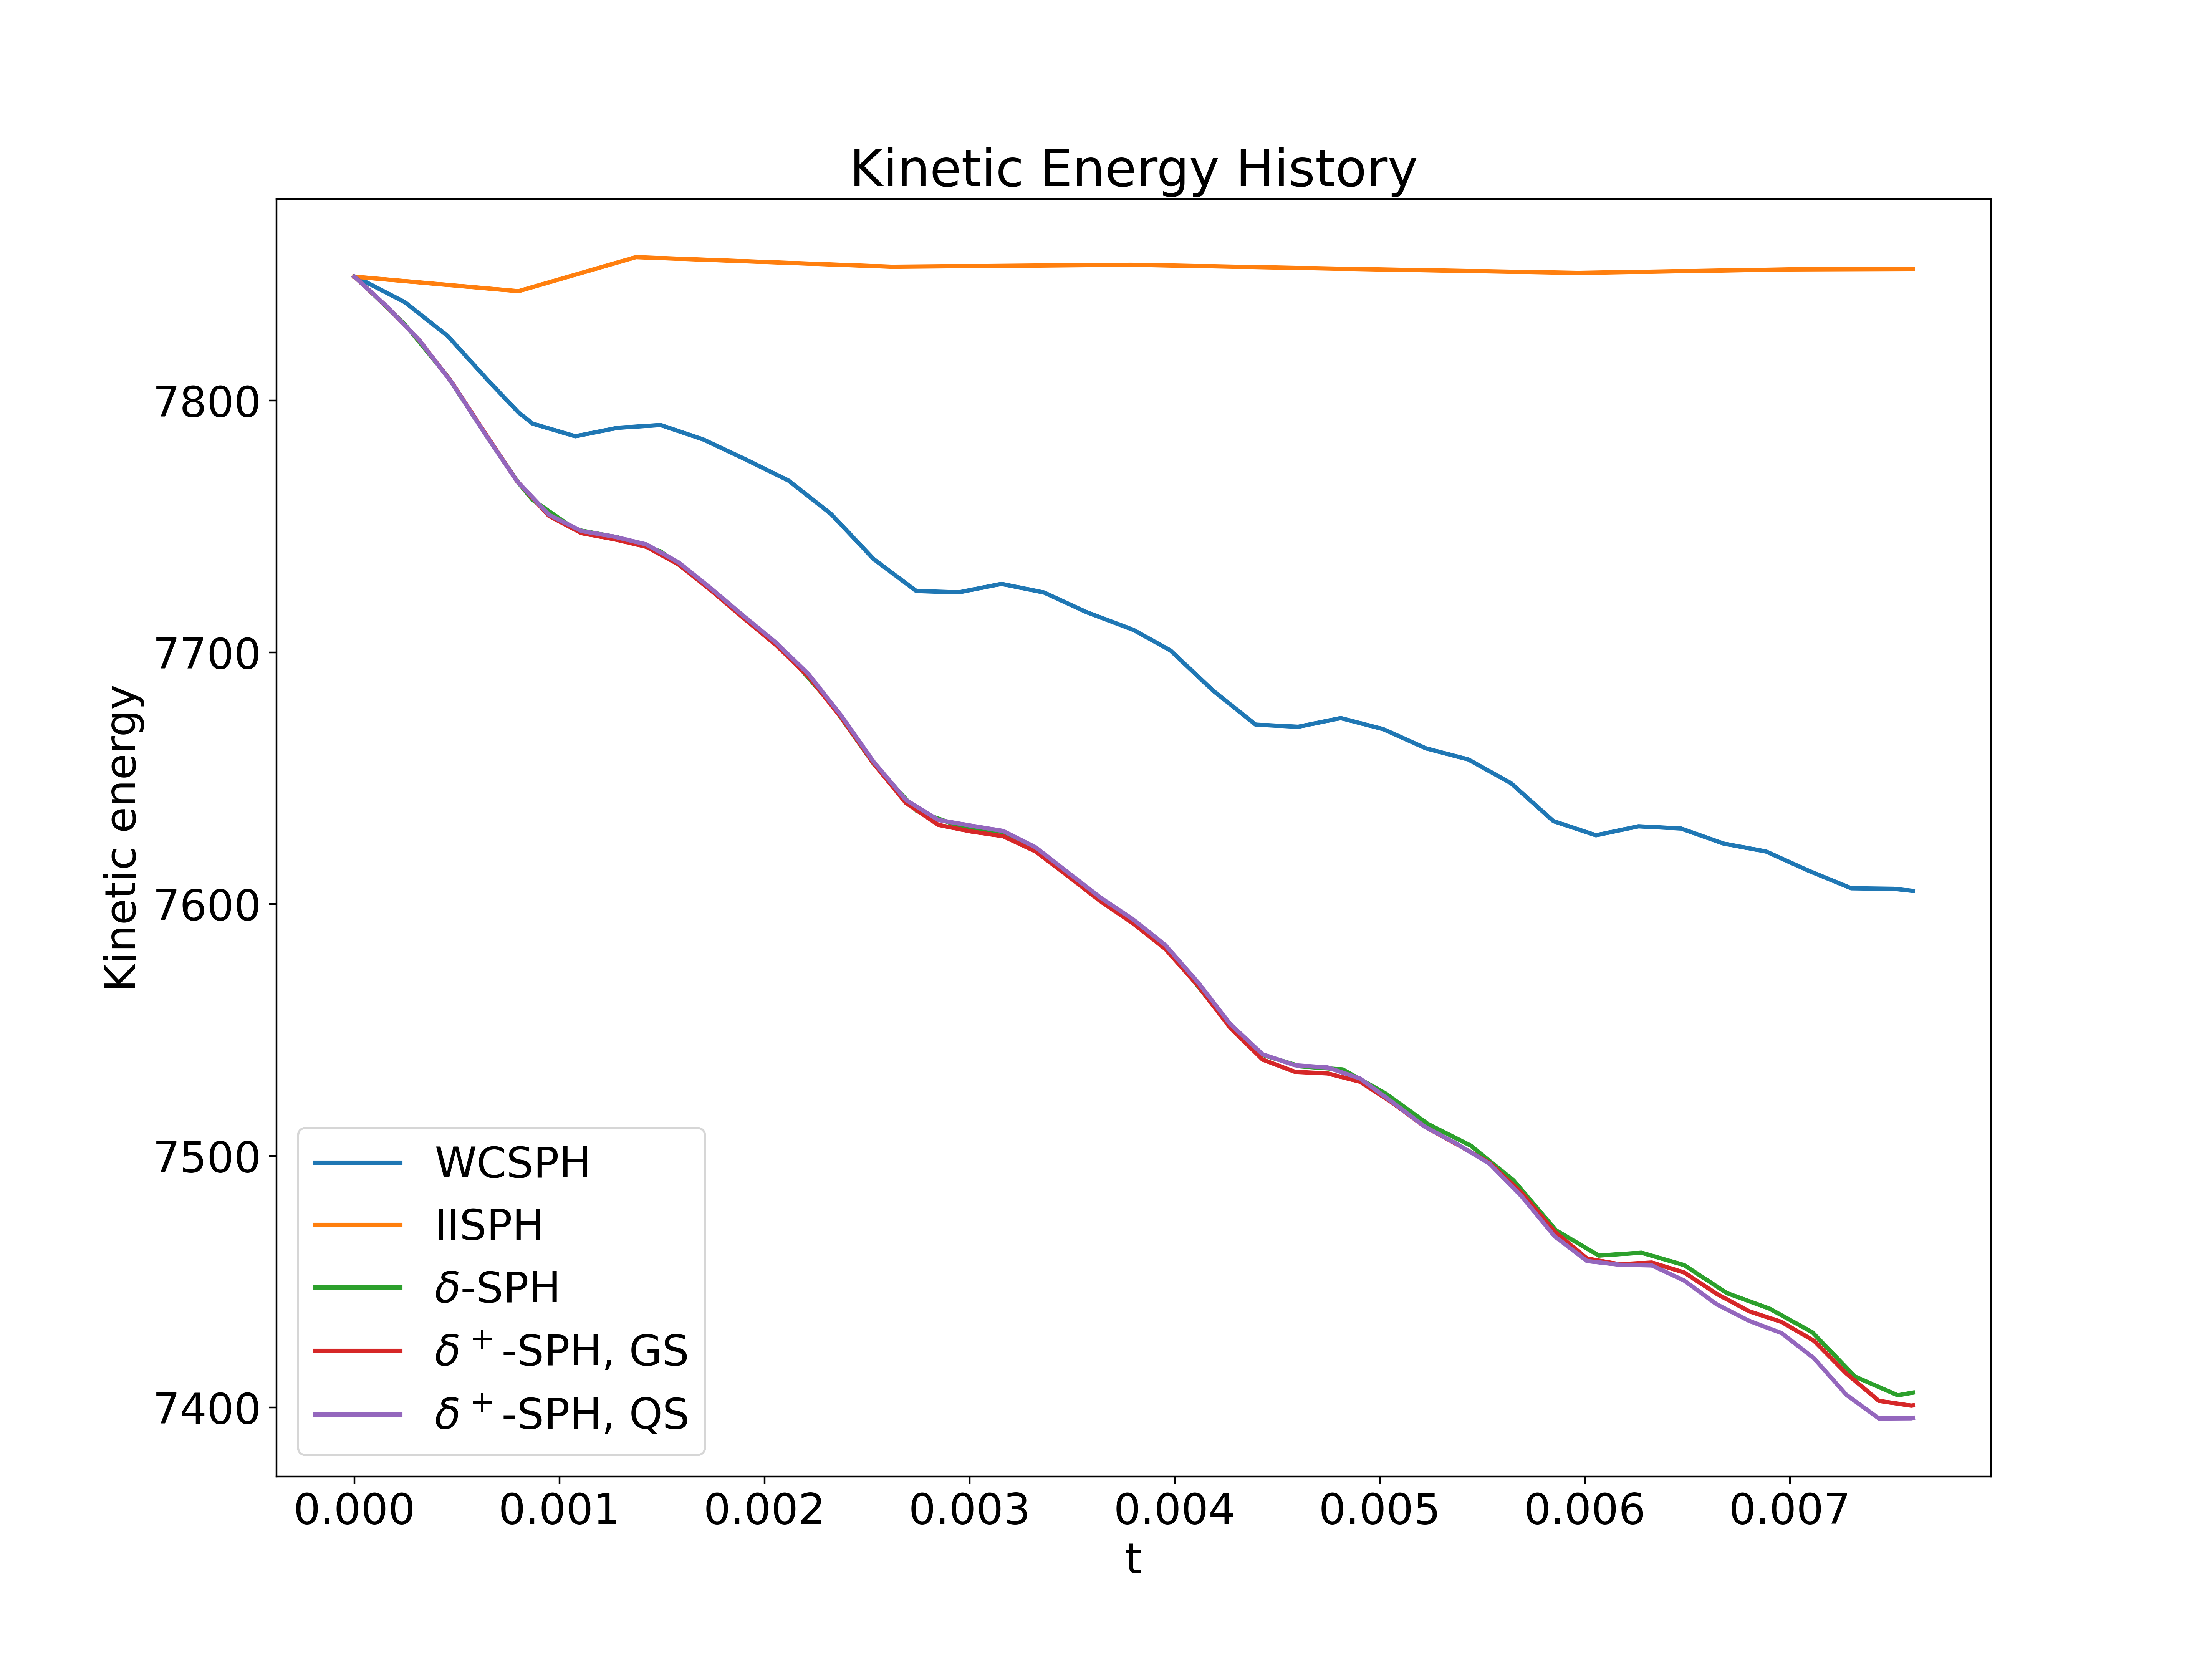 Kinetic Energy History
Kinetic energy
7800
7700
7600
7500
7400
WCSPH
IISPH
δ-SPH
δ⁺-SPH, GS
δ⁺-SPH, QS
0.000 0.001 0.002 0.003 0.004 0.005 0.006 0.007
t